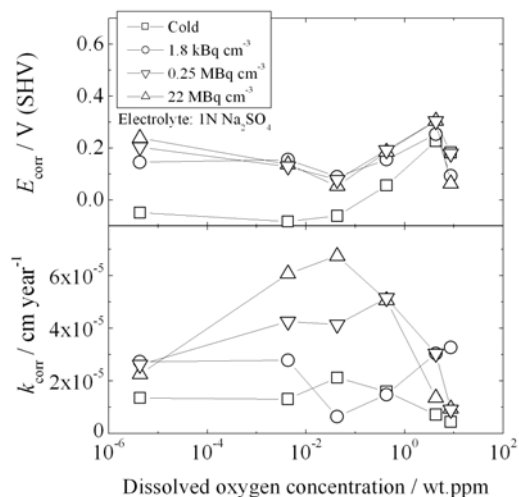 Cold
1.8 kBq cm⁻³
0.25 MBq cm⁻³
22 MBq cm⁻³
Electrolyte: 1N Na₂SO₄
E_corr / V (SHV)
0.6
0.4
0.2
0.0
k_corr / cm year⁻¹
6x10⁻⁵
4x10⁻⁵
2x10⁻⁵
0
10⁻⁶
10⁻⁴
10⁻²
10⁰
10²
Dissolved oxygen concentration / wt.ppm